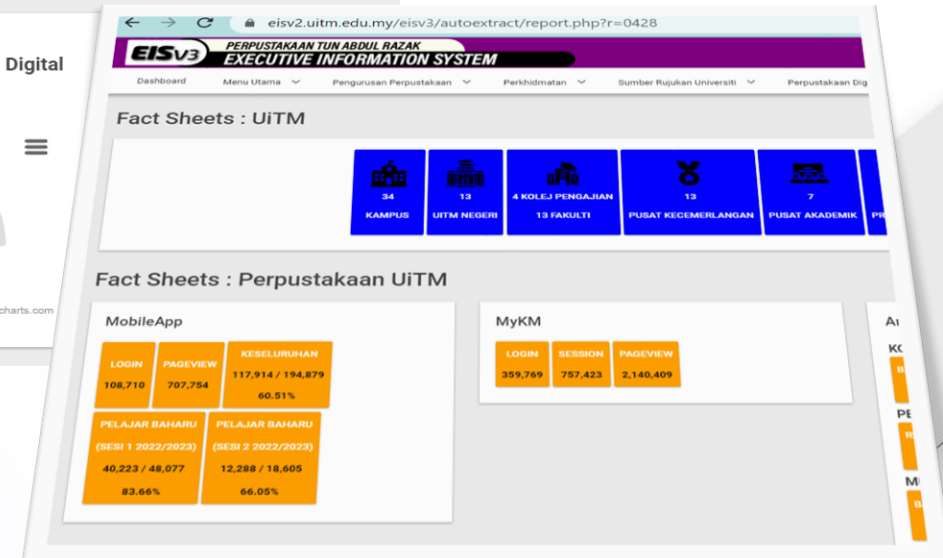 Digital
charts.com
eisv2.uitm.edu.my/eisv3/autoextract/report.php?r=0428
EISV3
PERPUSTAKAAN TUN ABDUL RAZAK
EXECUTIVE INFORMATION SYSTEM
Dashboard Menu Utama Pengurusan Perpustakaan Perkhidmatan Sumber Rujukan Universiti Perpustakaan Dig
Fact Sheets : UiTM
34
KAMPUS
13
UITM NEGERI
4 KOLEJ PENGAJIAN
13 FAKULTI
13
PUSAT KECEMERLANGAN
7
PUSAT AKADEMIK
PR
Fact Sheets : Perpustakaan UiTM
MobileApp
LOGIN
108,710
PAGEVIEW
707,754
KESELURUHAN
117,914 / 194,879
60.51%
PELAJAR BAHARU
(SESI 1 2022/2023)
40,223 / 48,077
83.66%
PELAJAR BAHARU
(SESI 2 2022/2023)
12,288 / 18,605
66.05%
MyKM
LOGIN
359,769
SESSION
757,423
PAGEVIEW
2,140,409
PE